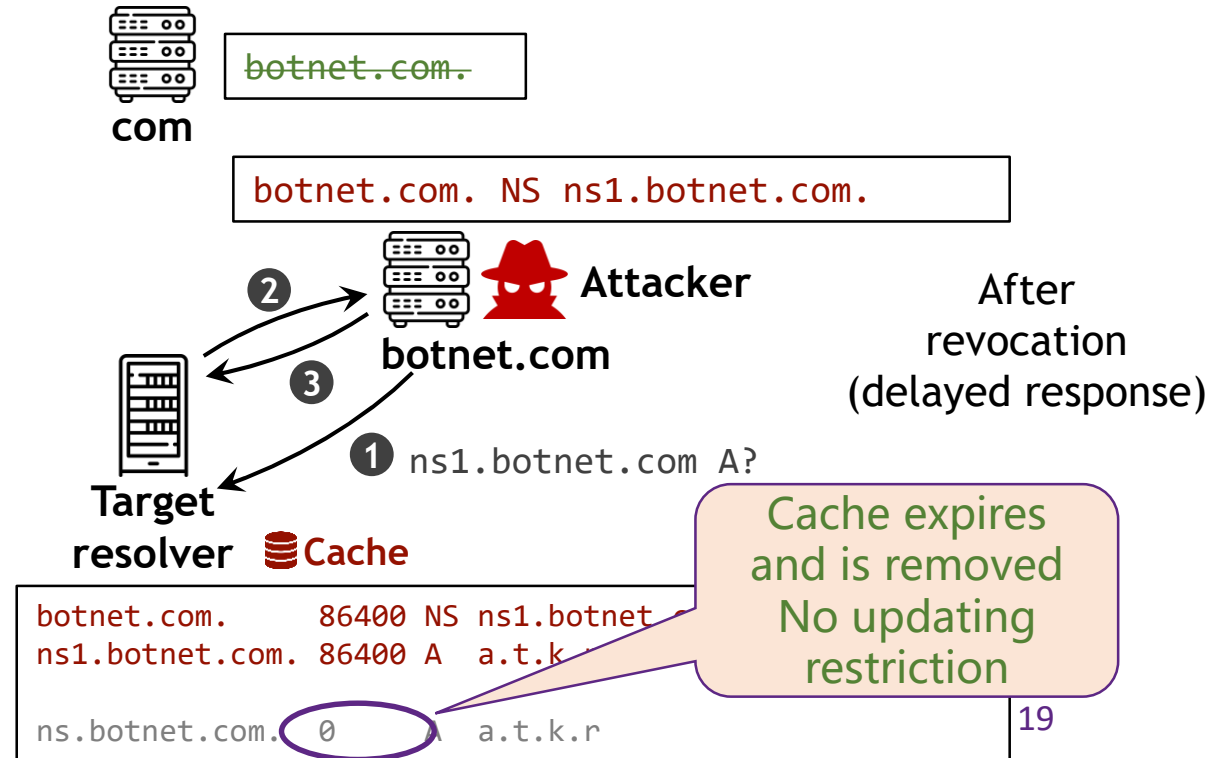 botnet.com.
com
botnet.com. NS ns1.botnet.com.
2
Attacker
After
revocation
(delayed response)
botnet.com
3
1 ns1.botnet.com A?
Target
resolver
Cache
Cache expires
and is removed
No updating
restriction
botnet.com. 86400 NS ns1.botnet
ns1.botnet.com. 86400 A a.t.k
ns.botnet.com. 0 A a.t.k.r
19